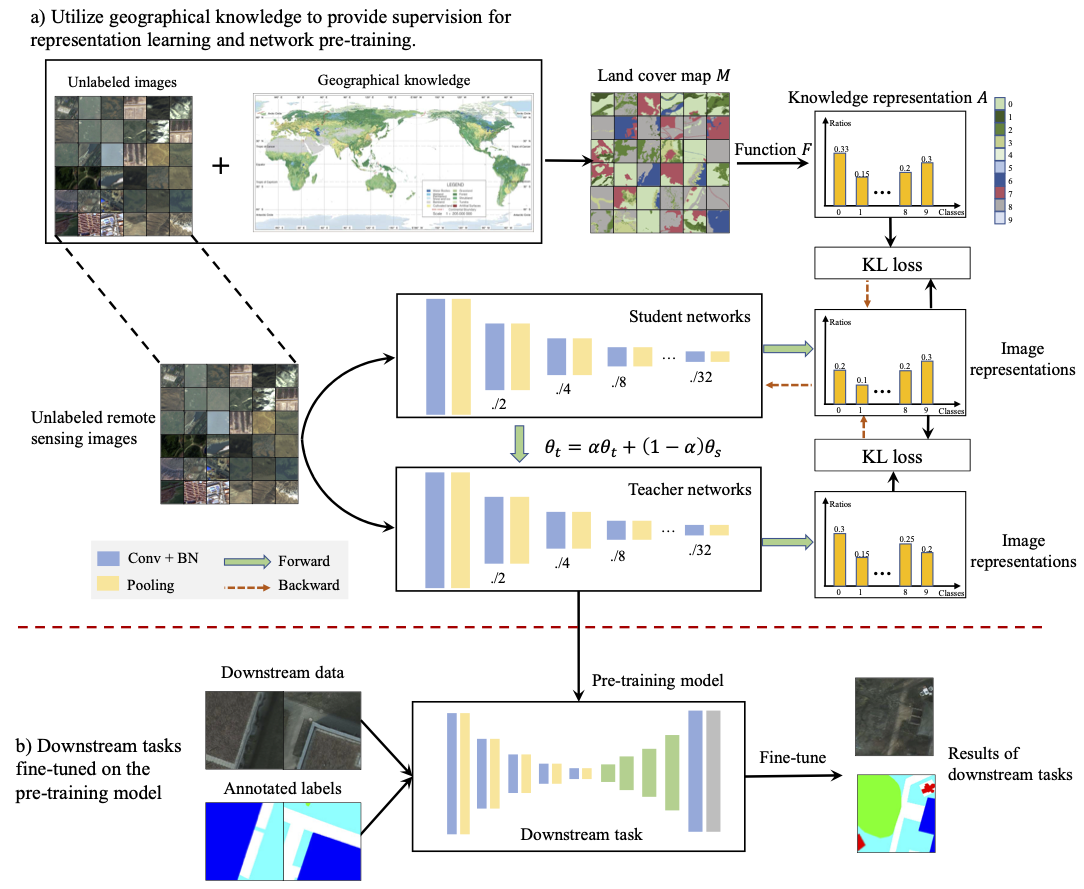 a) Utilize geographical knowledge to provide supervision for
representation learning and network pre-training.
Unlabeled images
Geographical knowledge
+
LEGEND
Land cover map M
Function F
Knowledge representation A
Ratios
0.33
0.15
0.2
0.3
...
0 1 8 9 Classes
0
1
2
3
4
5
6
7
8
9
KL loss
Student networks
./2
./4
./8
...
./32
Ratios
0.2
0.1
0.2
0.3
...
0 1 8 9 Classes
Image
representations
Unlabeled remote
sensing images
θt = αθt + (1 − α)θs
KL loss
Teacher networks
./2
./4
./8
...
./32
Ratios
0.3
0.15
0.25
0.2
...
0 1 8 9 Classes
Image
representations
Conv + BN
Forward
Pooling
Backward
Downstream data
Pre-training model
b) Downstream tasks
fine-tuned on the
pre-training model
Annotated labels
Downstream task
Fine-tune
Results of
downstream tasks